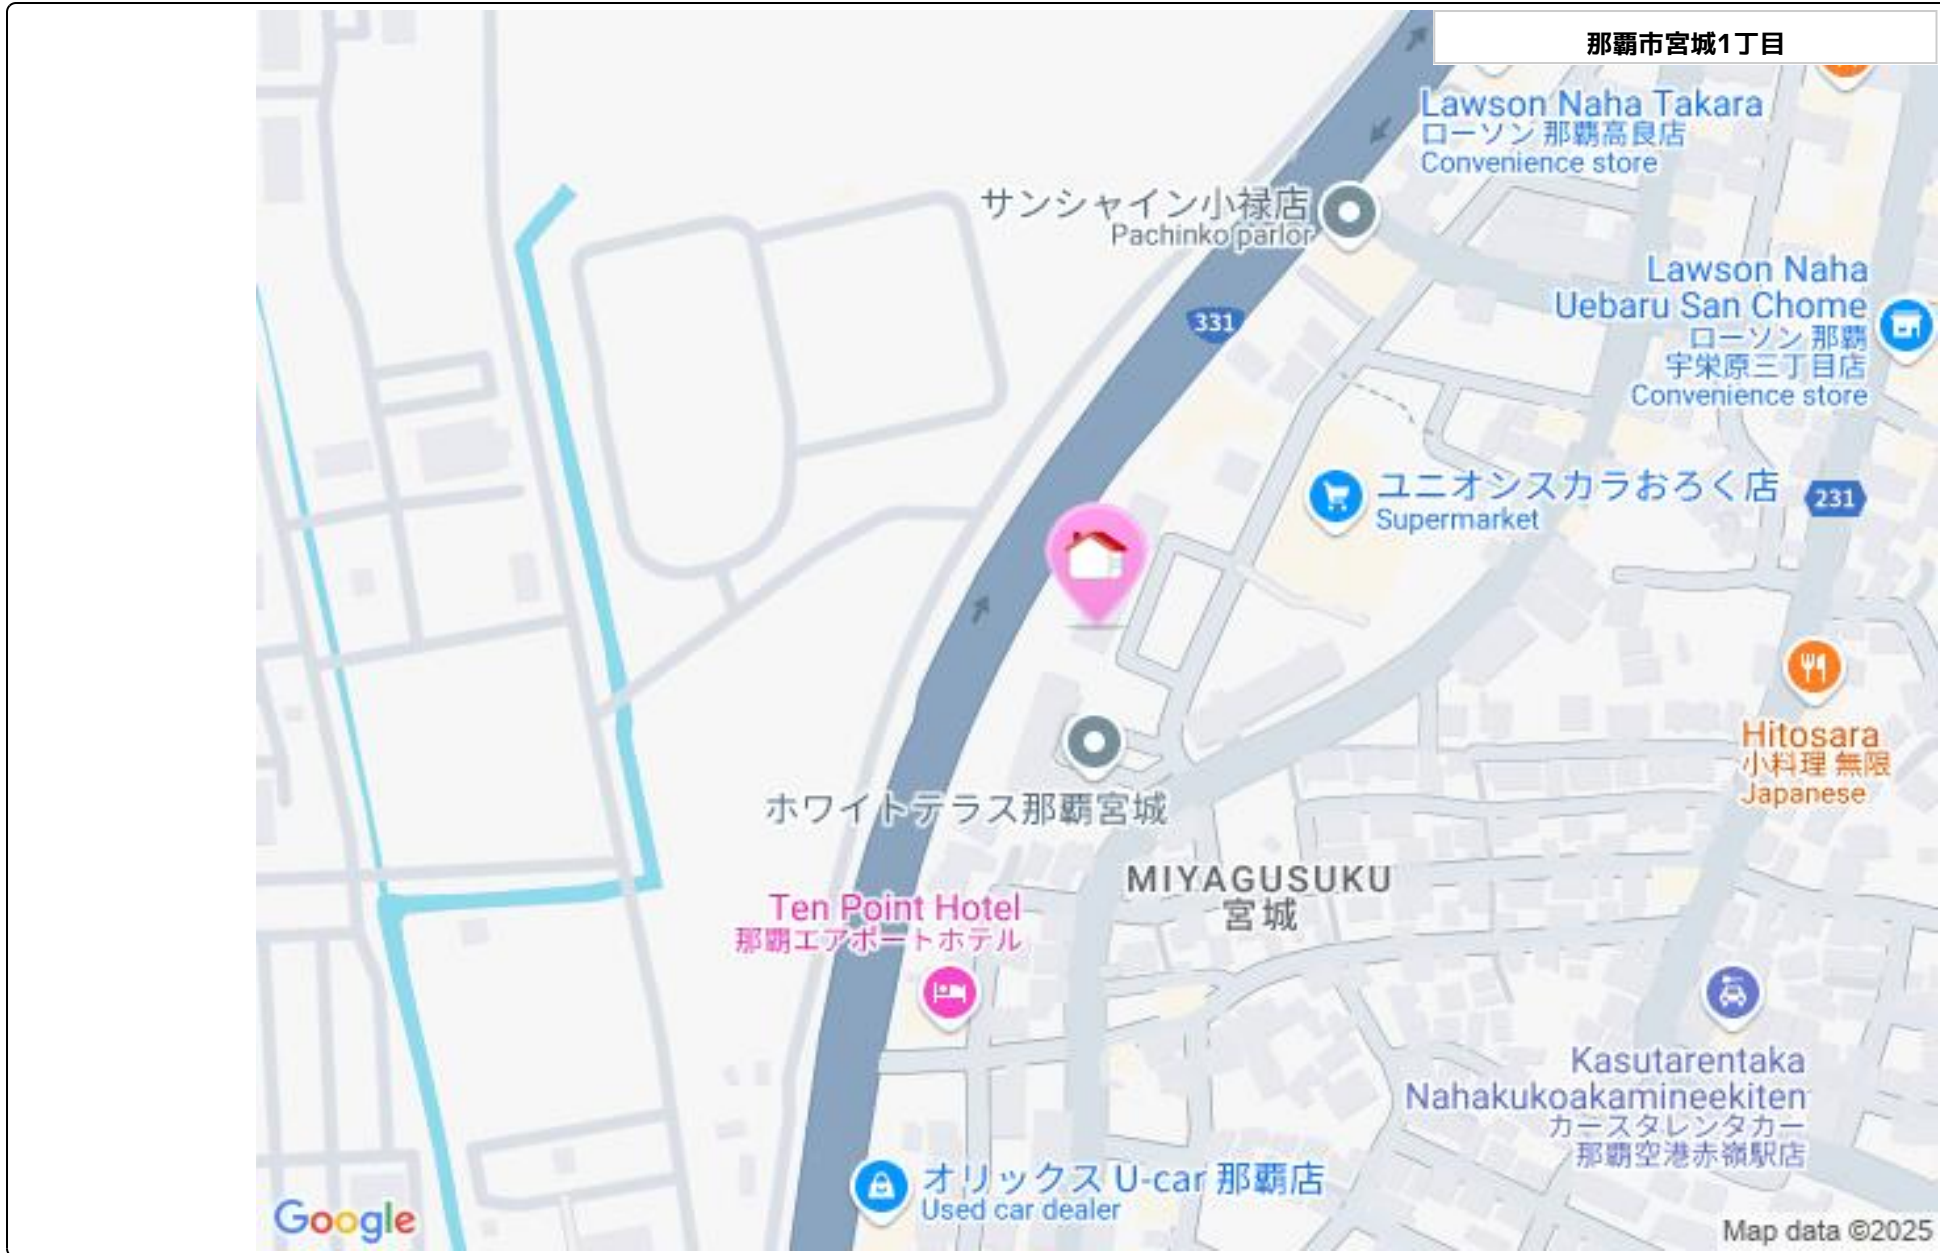 那覇市宮城1丁目
Lawson Naha Takara
ローソン 那覇高良店
Convenience store
サンシャイン小禄店
Pachinko parlor
Lawson Naha
Uebaru San Chome
ローソン 那覇
宇栄原三丁目店
Convenience store
331
ユニオンスカラおろく店
Supermarket
231
Hitosara
小料理 無限
Japanese
ホワイトテラス那覇宮城
MIYAGUSUKU
宮城
Ten Point Hotel
那覇エアポートホテル
Kasutarentaka
Nahakukoakamineekiten
カースタレンタカー
那覇空港赤嶺駅店
オリックス U-car 那覇店
Used car dealer
Google
Map data ©2025